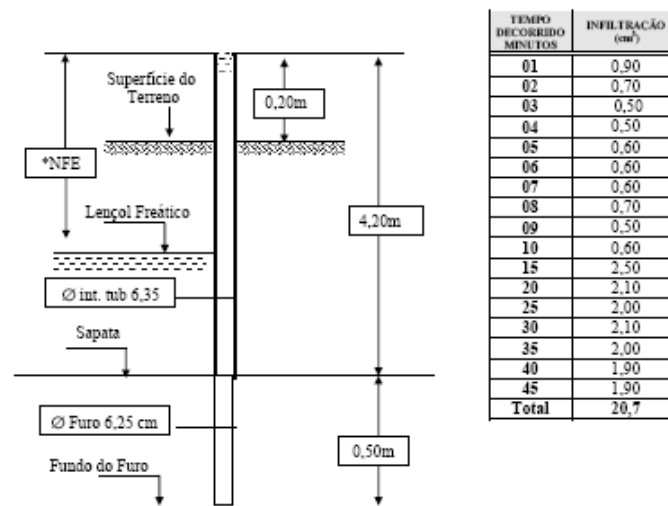 Superfície do
Terreno
0,20m
*NFE
Lençol Freático
4,20m
Ø int. tub 6,35
Sapata
Ø Furo 6,25 cm
0,50m
Fundo do Furo
TEMPO DECORRIDO MINUTOS INFILTRAÇÃO (cm³)
01 0,90
02 0,70
03 0,50
04 0,50
05 0,60
06 0,60
07 0,60
08 0,70
09 0,50
10 0,60
15 2,50
20 2,10
25 2,00
30 2,10
35 2,00
40 1,90
45 1,90
Total 20,7